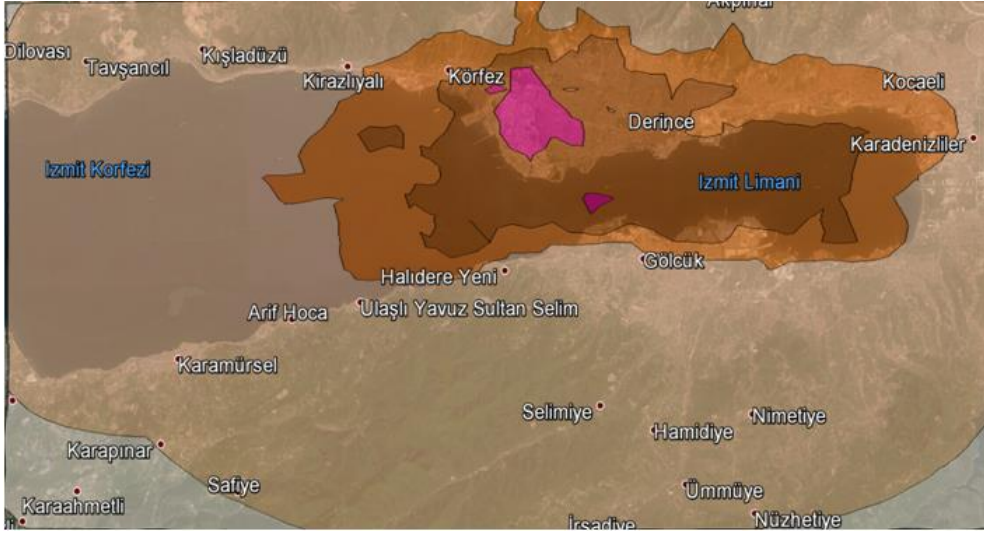 Akpınar
Dilovası
Kışladüzü
Tavşancıl
Kirazlıyalı
Körfez
Kocaeli
Derince
Karadenizliler
Izmit Korfezi
Izmit Limani
Gölcük
Halıdere Yeni
Arif Hoca
Ulaşlı Yavuz Sultan Selim
Karamürsel
Selimiye
Nimetiye
Hamidiye
Karapınar
Safiye
Ümmüye
Karaahmetli
Nüzhetiye
İrşadiye